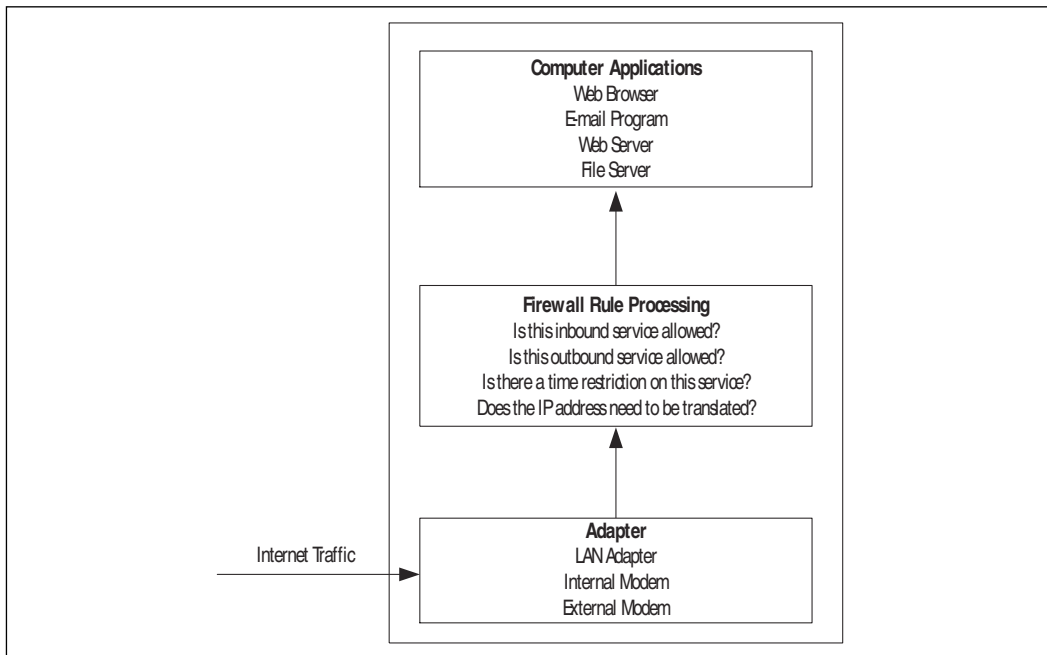 Computer Applications
Web Browser
E-mail Program
Web Server
File Server
Firewall Rule Processing
Is this inbound service allowed?
Is this outbound service allowed?
Is there a time restriction on this service?
Does the IP address need to be translated?
Internet Traffic
Adapter
LAN Adapter
Internal Modem
External Modem